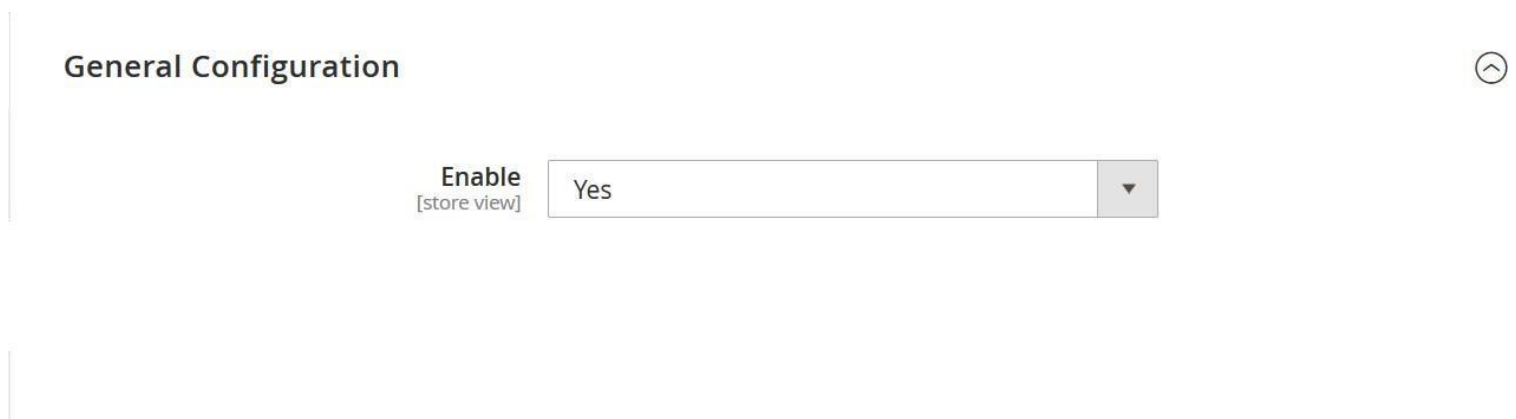 General Configuration
Enable
[store view]
Yes